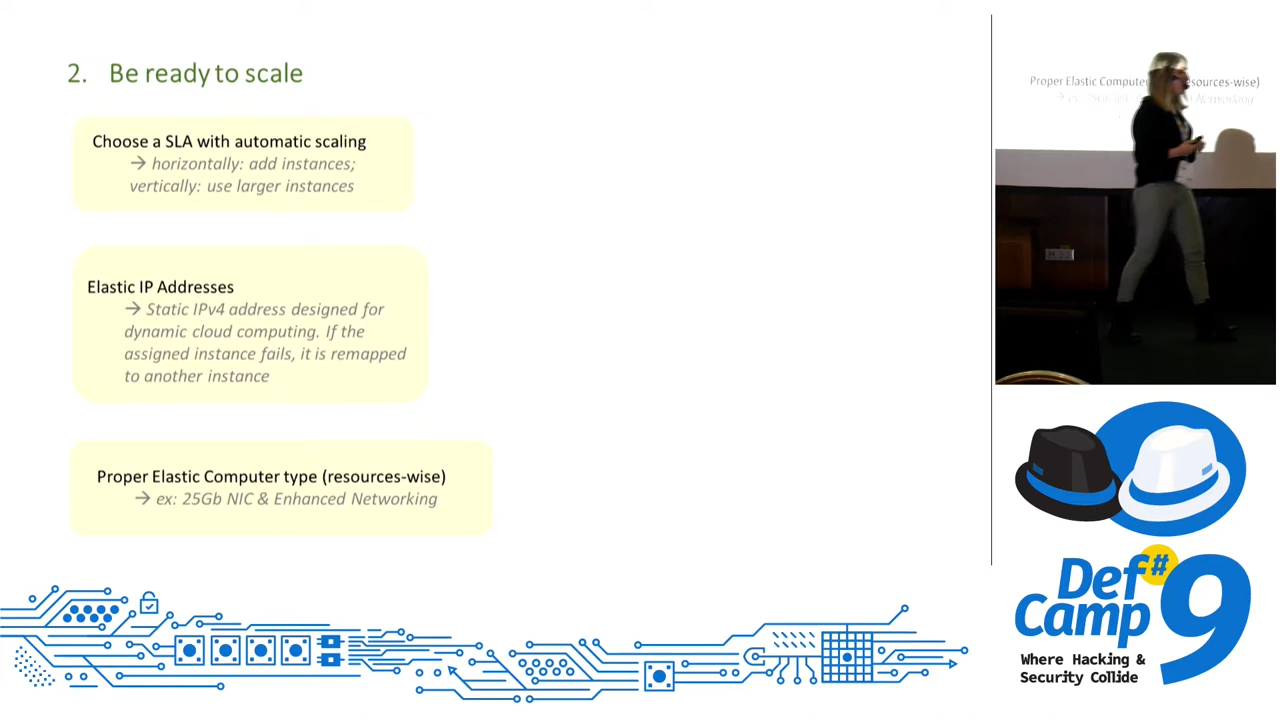 2. Be ready to scale
Choose a SLA with automatic scaling
→ horizontally: add instances;
vertically: use larger instances
Elastic IP Addresses
→ Static IPv4 address designed for
dynamic cloud computing. If the
assigned instance fails, it is remapped
to another instance
Proper Elastic Computer type (resources-wise)
→ ex: 25Gb NIC & Enhanced Networking
Proper Elastic Computer
esources-wise)
Networking
Def
#
Camp
9
Where Hacking &
Security Collide